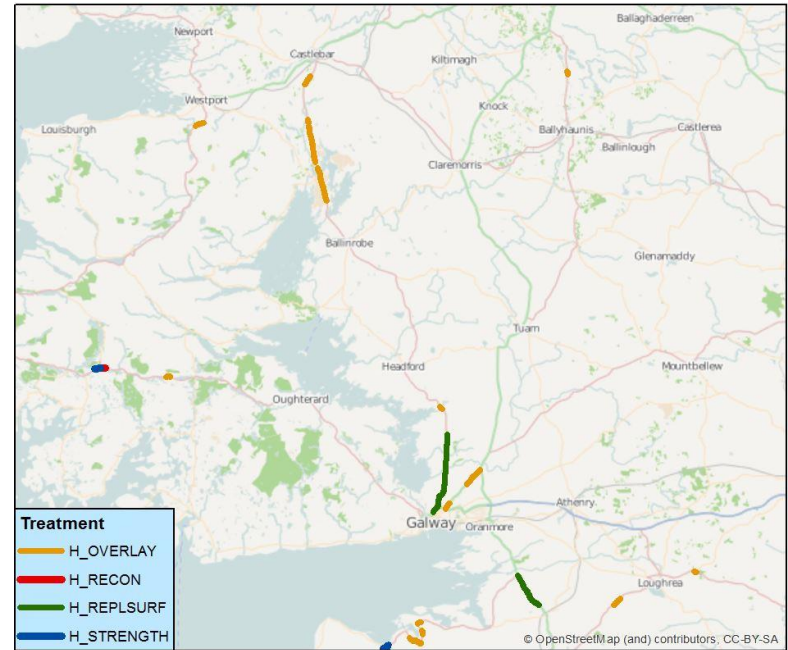 Ballaghaderreen
Newport
Castlebar
Kiltimagh
Westport
Knock
Louisburgh
Ballyhaunis
Castlerea
Ballinlough
Claremorris
Ballinrobe
Glenamaddy
Tuam
Headford
Mountbellew
Oughterard
Athenry
Galway
Oranmore
Loughrea
Treatment
H_OVERLAY
H_RECON
H_REPLSURF
H_STRENGTH
© OpenStreetMap (and) contributors, CC-BY-SA